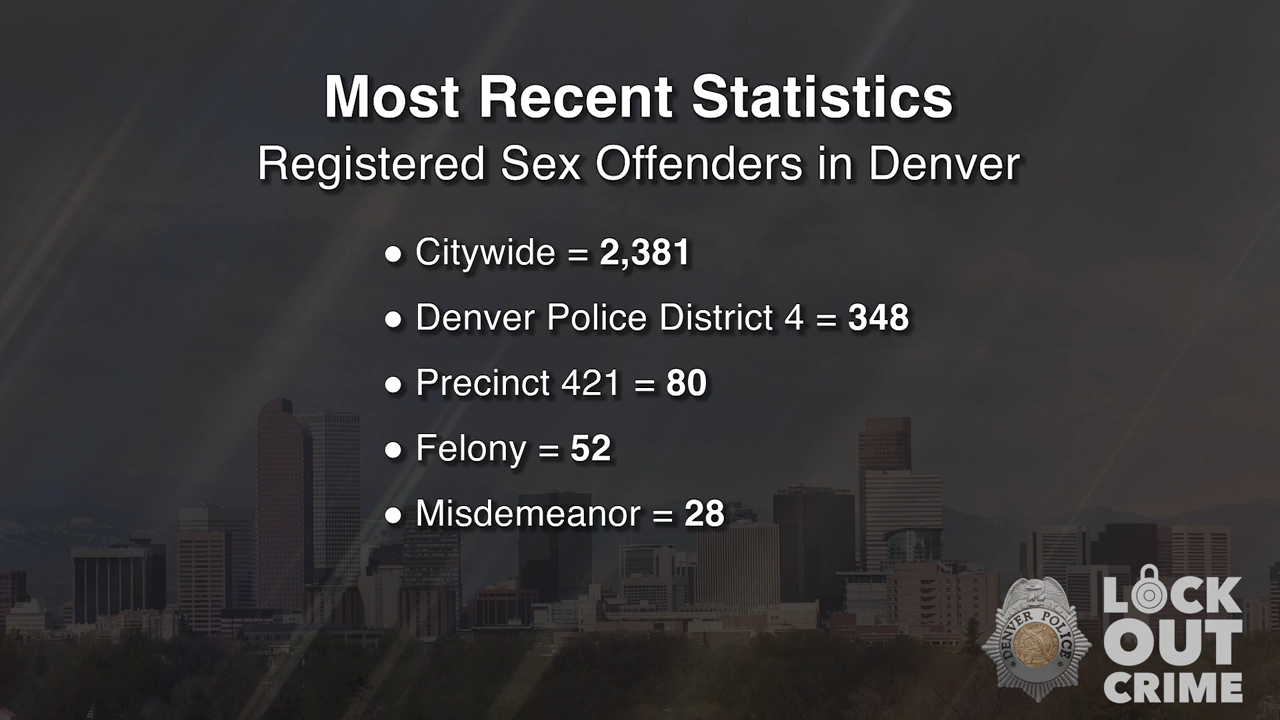 Most Recent Statistics
Registered Sex Offenders in Denver
● Citywide = 2,381
● Denver Police District 4 = 348
● Precinct 421 = 80
● Felony = 52
● Misdemeanor = 28
DENVER POLICE
LOCK
OUT
CRIME